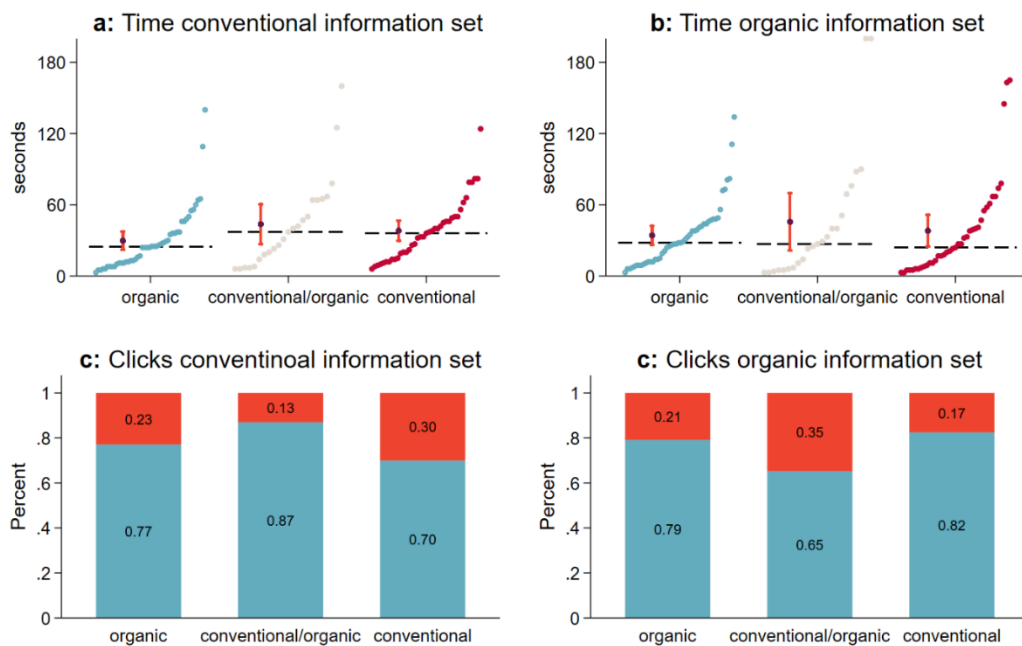 a: Time conventional information set
180
120
60
0
seconds
organic
conventional/organic
conventional
b: Time organic information set
180
120
60
0
seconds
organic
conventional/organic
conventional
c: Clicks conventinoal information set
1
.8
.6
.4
.2
0
Percent
0.23
0.13
0.30
0.77
0.87
0.70
organic
conventional/organic
conventional
c: Clicks organic information set
1
.8
.6
.4
.2
0
Percent
0.21
0.35
0.17
0.79
0.65
0.82
organic
conventional/organic
conventional